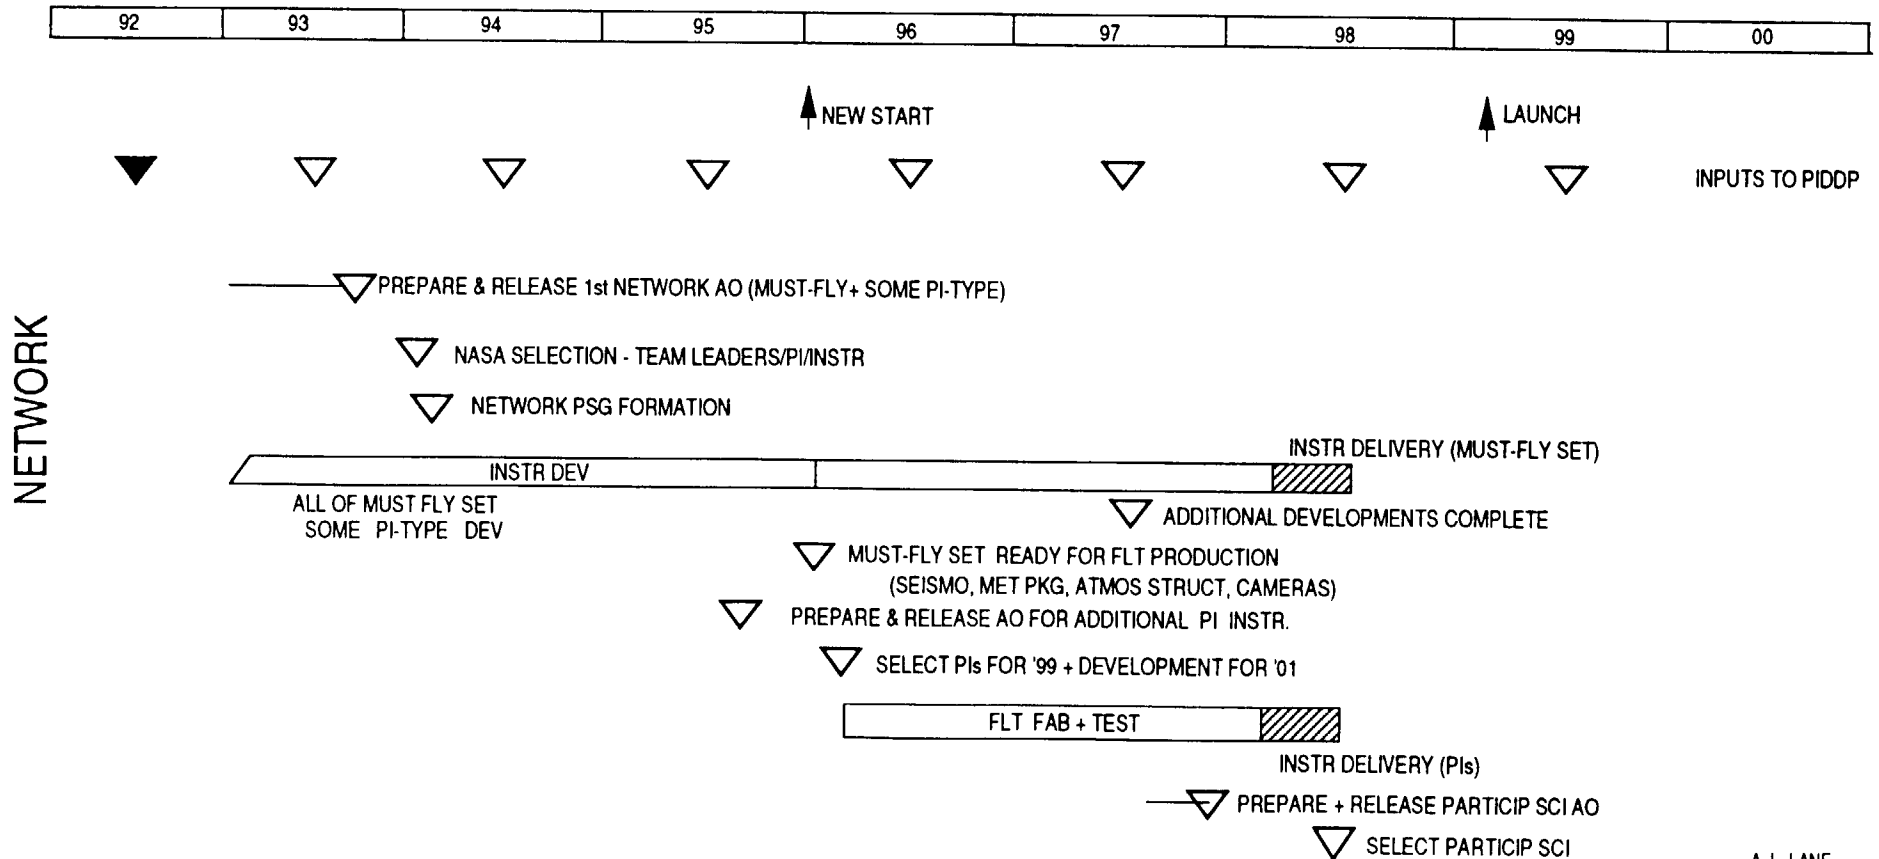 92 93 94 95 96 97 98 99 00
NEW START
LAUNCH
INPUTS TO PIDDP
NETWORK
PREPARE & RELEASE 1st NETWORK AO (MUST-FLY+ SOME PI-TYPE)
NASA SELECTION - TEAM LEADERS/PI/INSTR
NETWORK PSG FORMATION
INSTR DELIVERY (MUST-FLY SET)
INSTR DEV
ALL OF MUST FLY SET
SOME PI-TYPE DEV
ADDITIONAL DEVELOPMENTS COMPLETE
MUST-FLY SET READY FOR FLT PRODUCTION
(SEISMO, MET PKG, ATMOS STRUCT, CAMERAS)
PREPARE & RELEASE AO FOR ADDITIONAL PI INSTR.
SELECT PIs FOR '99 + DEVELOPMENT FOR '01
FLT FAB + TEST
INSTR DELIVERY (PIs)
PREPARE + RELEASE PARTICIP SCI AO
SELECT PARTICIP SCI